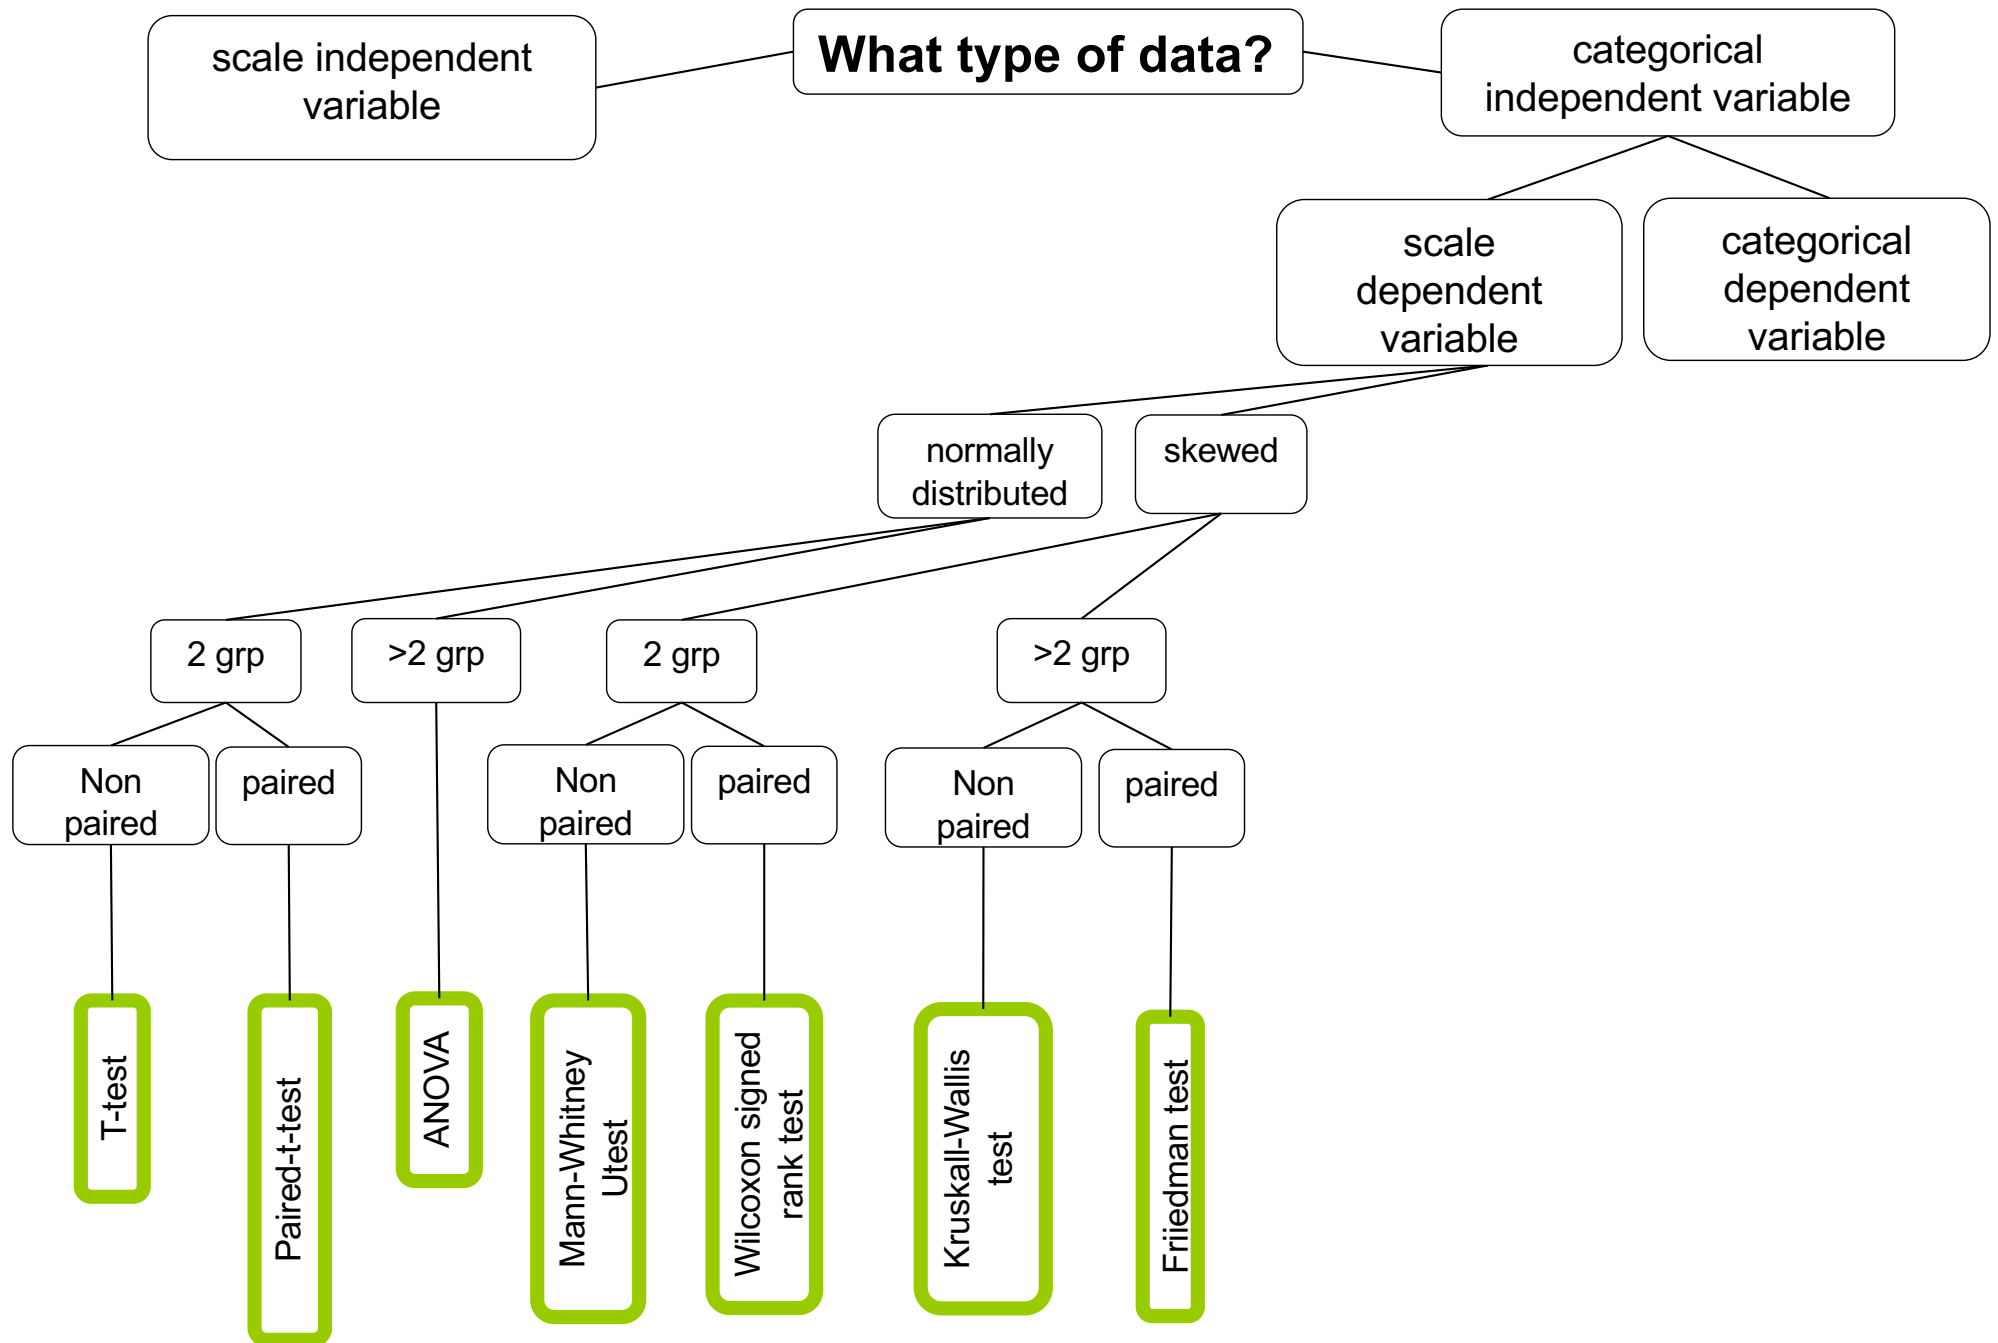 What type of data?
scale independent
variable
categorical
independent variable
scale
dependent
variable
categorical
dependent
variable
normally
distributed
skewed
2 grp
>2 grp
2 grp
>2 grp
Non
paired
paired
Non
paired
paired
Non
paired
paired
T-test
Paired-t-test
ANOVA
Mann-Whitney
Utest
Wilcoxon signed
rank test
Kruskall-Wallis
test
Friiedman test